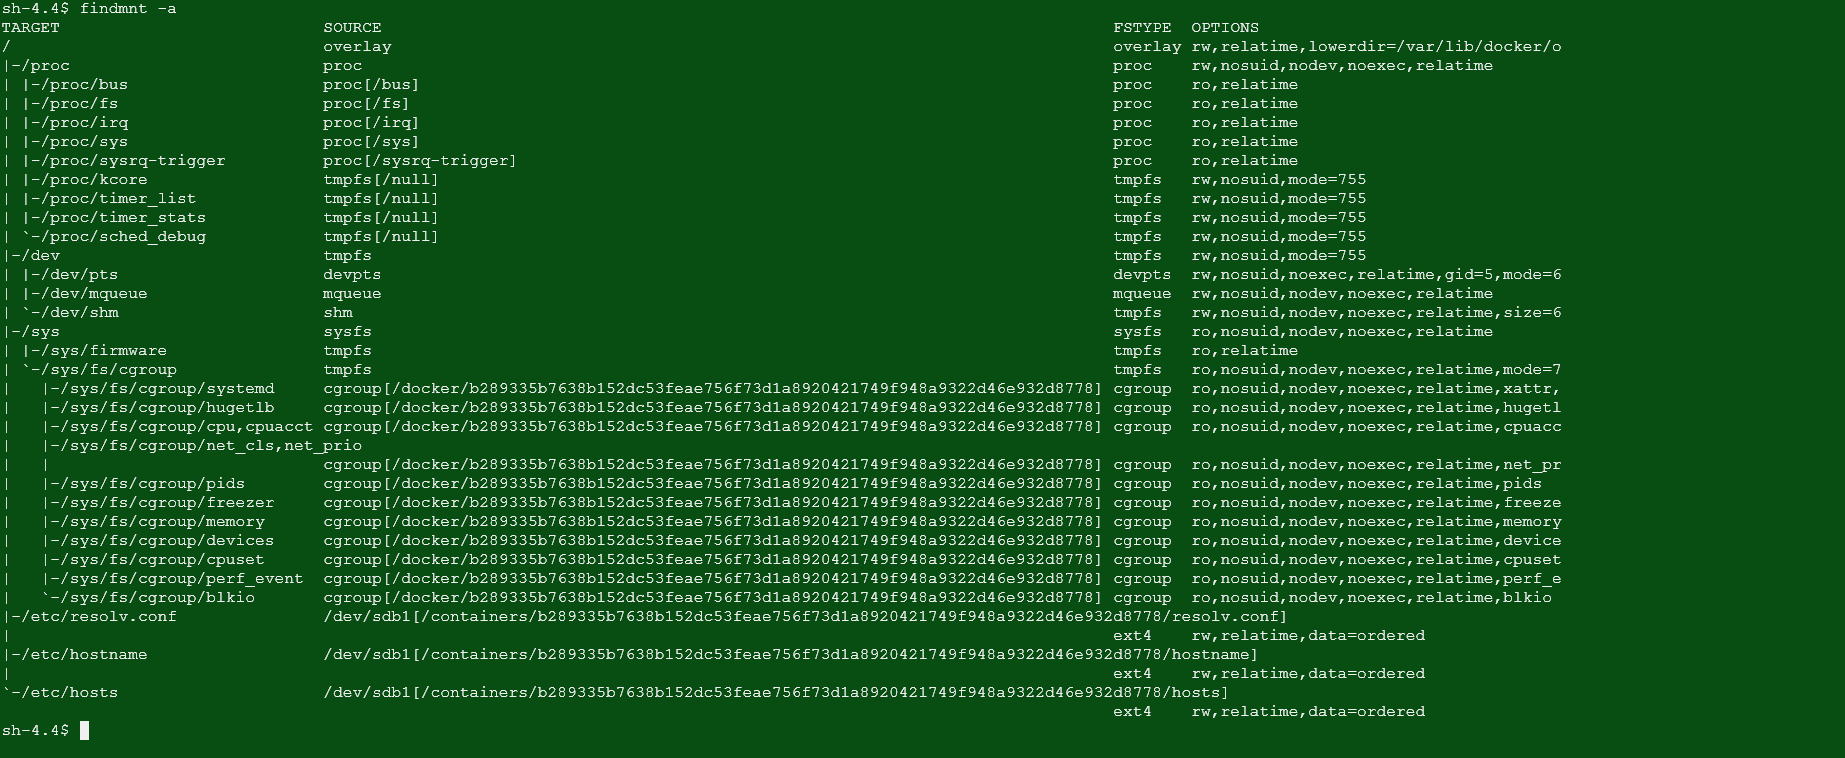 sh-4.4$ findmnt -a
TARGET                           SOURCE                                                                           FSTYPE  OPTIONS
/                                overlay                                                                          overlay rw,relatime,lowerdir=/var/lib/docker/o
|-/proc                          proc                                                                             proc    rw,nosuid,nodev,noexec,relatime
| |-/proc/bus                    proc[/bus]                                                                       proc    ro,relatime
| |-/proc/fs                     proc[/fs]                                                                        proc    ro,relatime
| |-/proc/irq                    proc[/irq]                                                                       proc    ro,relatime
| |-/proc/sys                    proc[/sys]                                                                       proc    ro,relatime
| |-/proc/sysrq-trigger          proc[/sysrq-trigger]                                                             proc    ro,relatime
| |-/proc/kcore                  tmpfs[/null]                                                                     tmpfs   rw,nosuid,mode=755
| |-/proc/timer_list             tmpfs[/null]                                                                     tmpfs   rw,nosuid,mode=755
| |-/proc/timer_stats            tmpfs[/null]                                                                     tmpfs   rw,nosuid,mode=755
| `-/proc/sched_debug            tmpfs[/null]                                                                     tmpfs   rw,nosuid,mode=755
|-/dev                           tmpfs                                                                            tmpfs   rw,nosuid,mode=755
| |-/dev/pts                     devpts                                                                           devpts  rw,nosuid,noexec,relatime,gid=5,mode=6
| |-/dev/mqueue                  mqueue                                                                           mqueue  rw,nosuid,nodev,noexec,relatime
| `-/dev/shm                     shm                                                                              tmpfs   rw,nosuid,nodev,noexec,relatime,size=6
|-/sys                           sysfs                                                                            sysfs   ro,nosuid,nodev,noexec,relatime
| |-/sys/firmware                tmpfs                                                                            tmpfs   ro,relatime
| `-/sys/fs/cgroup               tmpfs                                                                            tmpfs   ro,nosuid,nodev,noexec,relatime,mode=7
|   |-/sys/fs/cgroup/systemd     cgroup[/docker/b289335b7638b152dc53feae756f73d1a8920421749f948a9322d46e932d8778] cgroup  ro,nosuid,nodev,noexec,relatime,xattr,
|   |-/sys/fs/cgroup/hugetlb     cgroup[/docker/b289335b7638b152dc53feae756f73d1a8920421749f948a9322d46e932d8778] cgroup  ro,nosuid,nodev,noexec,relatime,hugetl
|   |-/sys/fs/cgroup/cpu,cpuacct cgroup[/docker/b289335b7638b152dc53feae756f73d1a8920421749f948a9322d46e932d8778] cgroup  ro,nosuid,nodev,noexec,relatime,cpuacc
|   |-/sys/fs/cgroup/net_cls,net_prio
|   |                            cgroup[/docker/b289335b7638b152dc53feae756f73d1a8920421749f948a9322d46e932d8778] cgroup  ro,nosuid,nodev,noexec,relatime,net_pr
|   |-/sys/fs/cgroup/pids        cgroup[/docker/b289335b7638b152dc53feae756f73d1a8920421749f948a9322d46e932d8778] cgroup  ro,nosuid,nodev,noexec,relatime,pids
|   |-/sys/fs/cgroup/freezer     cgroup[/docker/b289335b7638b152dc53feae756f73d1a8920421749f948a9322d46e932d8778] cgroup  ro,nosuid,nodev,noexec,relatime,freeze
|   |-/sys/fs/cgroup/memory      cgroup[/docker/b289335b7638b152dc53feae756f73d1a8920421749f948a9322d46e932d8778] cgroup  ro,nosuid,nodev,noexec,relatime,memory
|   |-/sys/fs/cgroup/devices     cgroup[/docker/b289335b7638b152dc53feae756f73d1a8920421749f948a9322d46e932d8778] cgroup  ro,nosuid,nodev,noexec,relatime,device
|   |-/sys/fs/cgroup/cpuset      cgroup[/docker/b289335b7638b152dc53feae756f73d1a8920421749f948a9322d46e932d8778] cgroup  ro,nosuid,nodev,noexec,relatime,cpuset
|   |-/sys/fs/cgroup/perf_event  cgroup[/docker/b289335b7638b152dc53feae756f73d1a8920421749f948a9322d46e932d8778] cgroup  ro,nosuid,nodev,noexec,relatime,perf_e
|   `-/sys/fs/cgroup/blkio       cgroup[/docker/b289335b7638b152dc53feae756f73d1a8920421749f948a9322d46e932d8778] cgroup  ro,nosuid,nodev,noexec,relatime,blkio
|-/etc/resolv.conf               /dev/sdb1[/containers/b289335b7638b152dc53feae756f73d1a8920421749f948a9322d46e932d8778/resolv.conf]
|                                                                                                                 ext4    rw,relatime,data=ordered
|-/etc/hostname                  /dev/sdb1[/containers/b289335b7638b152dc53feae756f73d1a8920421749f948a9322d46e932d8778/hostname]
|                                                                                                                 ext4    rw,relatime,data=ordered
`-/etc/hosts                     /dev/sdb1[/containers/b289335b7638b152dc53feae756f73d1a8920421749f948a9322d46e932d8778/hosts]
                                                                                                                  ext4    rw,relatime,data=ordered
sh-4.4$